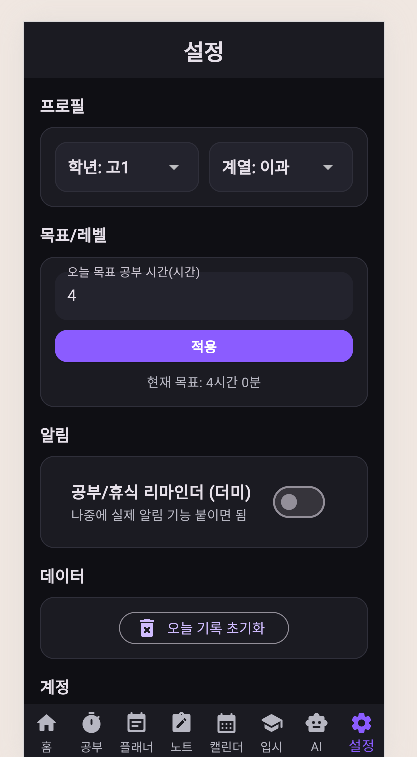 설정
프로필
학년: 고1
계열: 이과
목표/레벨
오늘 목표 공부 시간(시간)
4
적용
현재 목표: 4시간 0분
알림
공부/휴식 리마인더 (더미)
나중에 실제 알림 기능 붙이면 됨
데이터
오늘 기록 초기화
계정
홈 공부 플래너 노트 캘린더 입시 AI 설정